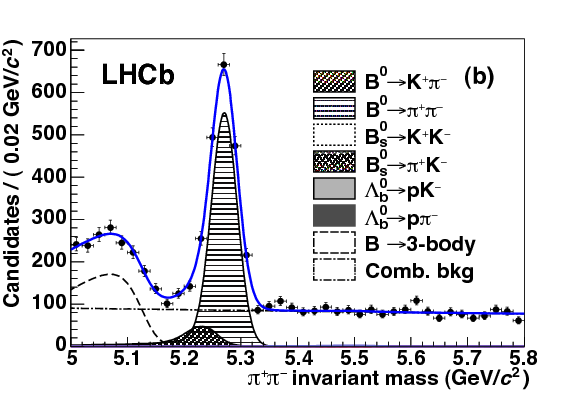 Candidates / ( 0.02 GeV/c²)
700
600
500
400
300
200
100
0
LHCb
(b)
B⁰→K⁺π⁻
B⁰→π⁺π⁻
B⁰ₛ→K⁺K⁻
B⁰ₛ→π⁺K⁻
Λ⁰_b→pK⁻
Λ⁰_b→pπ⁻
B →3-body
Comb. bkg
5 5.1 5.2 5.3 5.4 5.5 5.6 5.7 5.8
π⁺π⁻ invariant mass (GeV/c²)